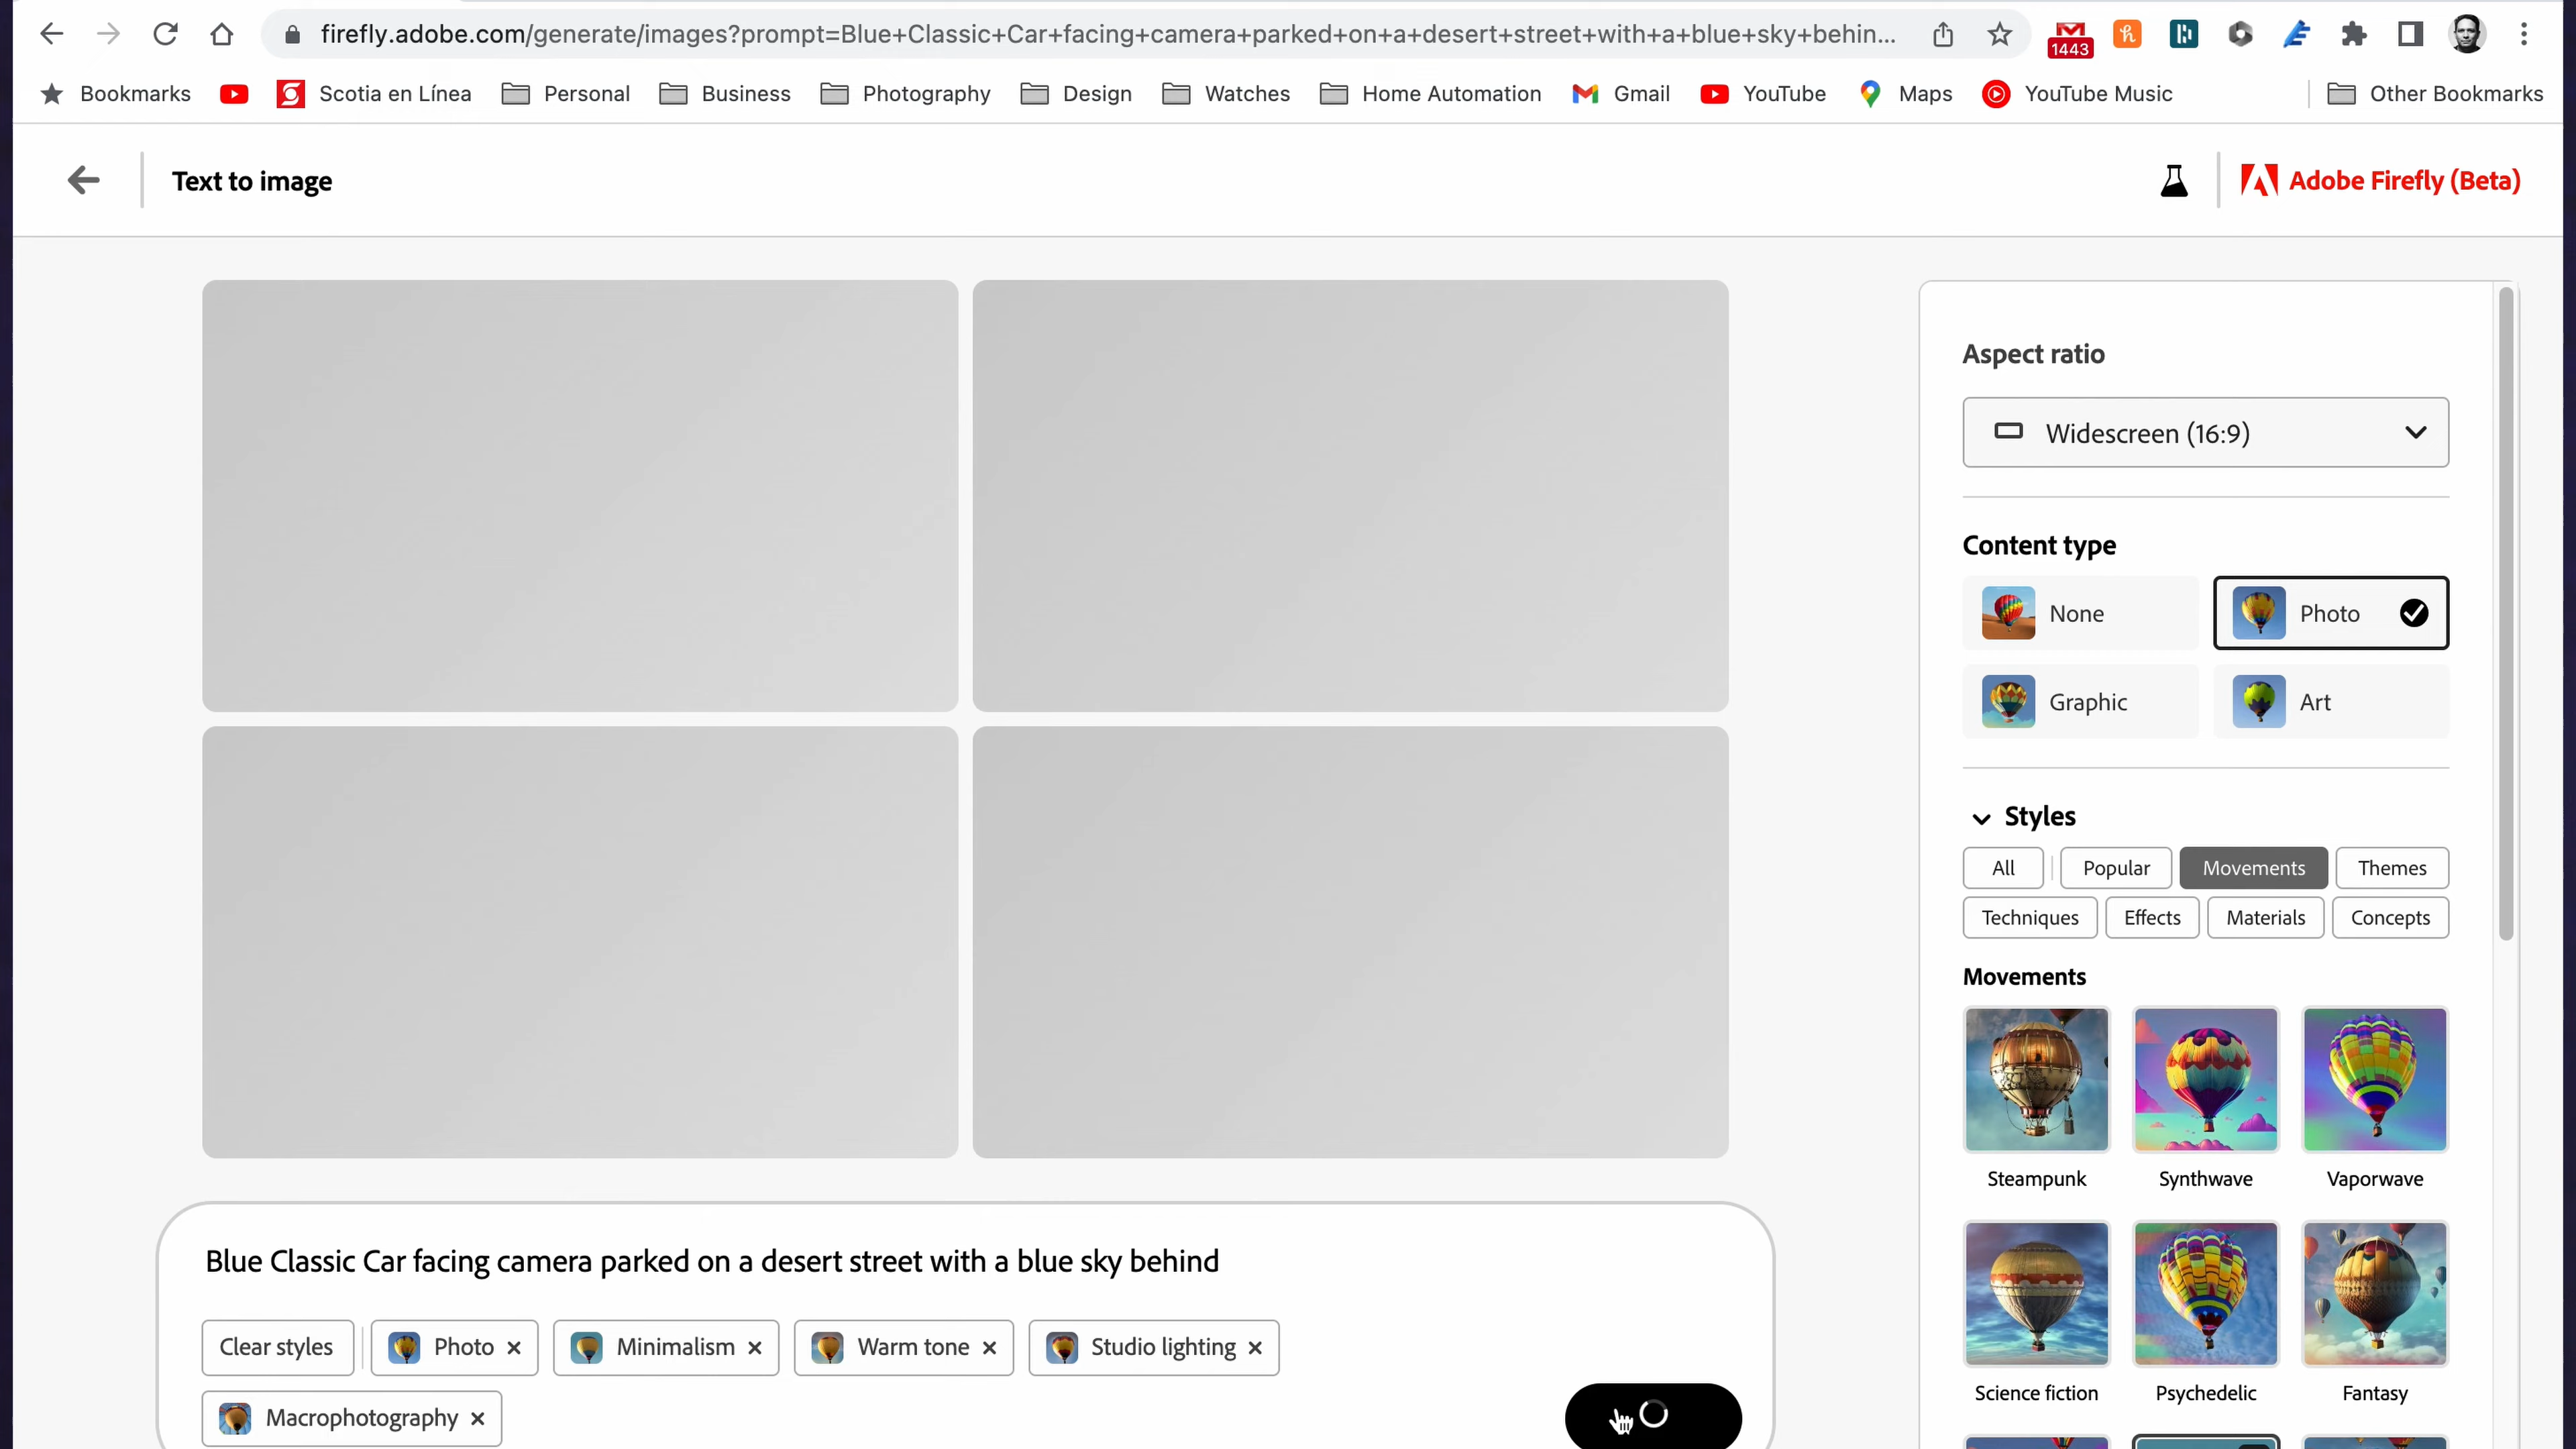 firefly.adobe.com/generate/images?prompt=Blue+Classic+Car+facing+camera+parked+on+a+desert+street+with+a+blue+sky+behin...
1443
Bookmarks Scotia en Línea Personal Business Photography Design Watches Home Automation Gmail YouTube Maps YouTube Music Other Bookmarks
Text to image
Adobe Firefly (Beta)
Aspect ratio
Widescreen (16:9)
Content type
None Photo
Graphic Art
Styles
All Popular Movements Themes
Techniques Effects Materials Concepts
Movements
Steampunk Synthwave Vaporwave
Science fiction Psychedelic Fantasy
Blue Classic Car facing camera parked on a desert street with a blue sky behind
Clear styles Photo Minimalism Warm tone Studio lighting
Macrophotography